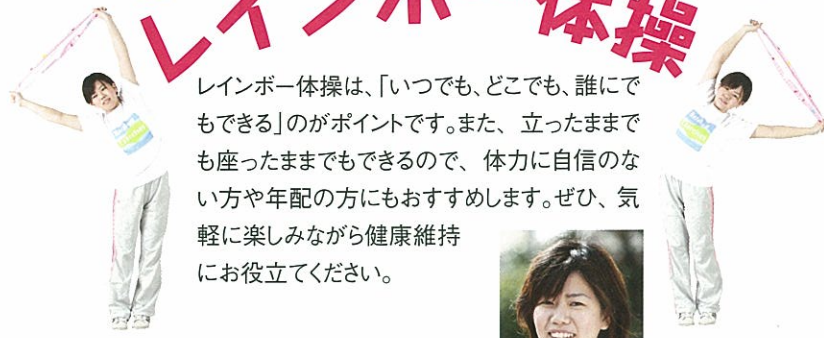 レインボー体操
レインボー体操は、「いつでも、どこでも、誰にで
もできる」のがポイントです。また、立ったままで
も座ったままでもできるので、体力に自信のな
い方や年配の方にもおすすめします。ぜひ、気
軽に楽しみながら健康維持
にお役立てください。